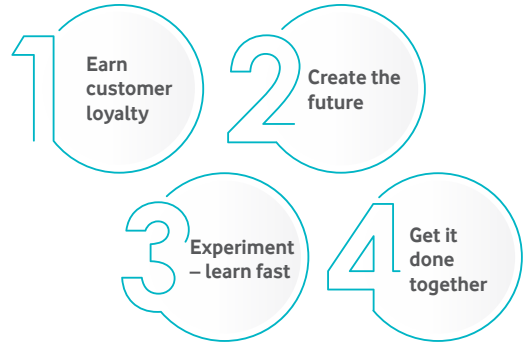 1
Earn
customer
loyalty
2
Create the
future
3
Experiment
– learn fast
4
Get it
done
together